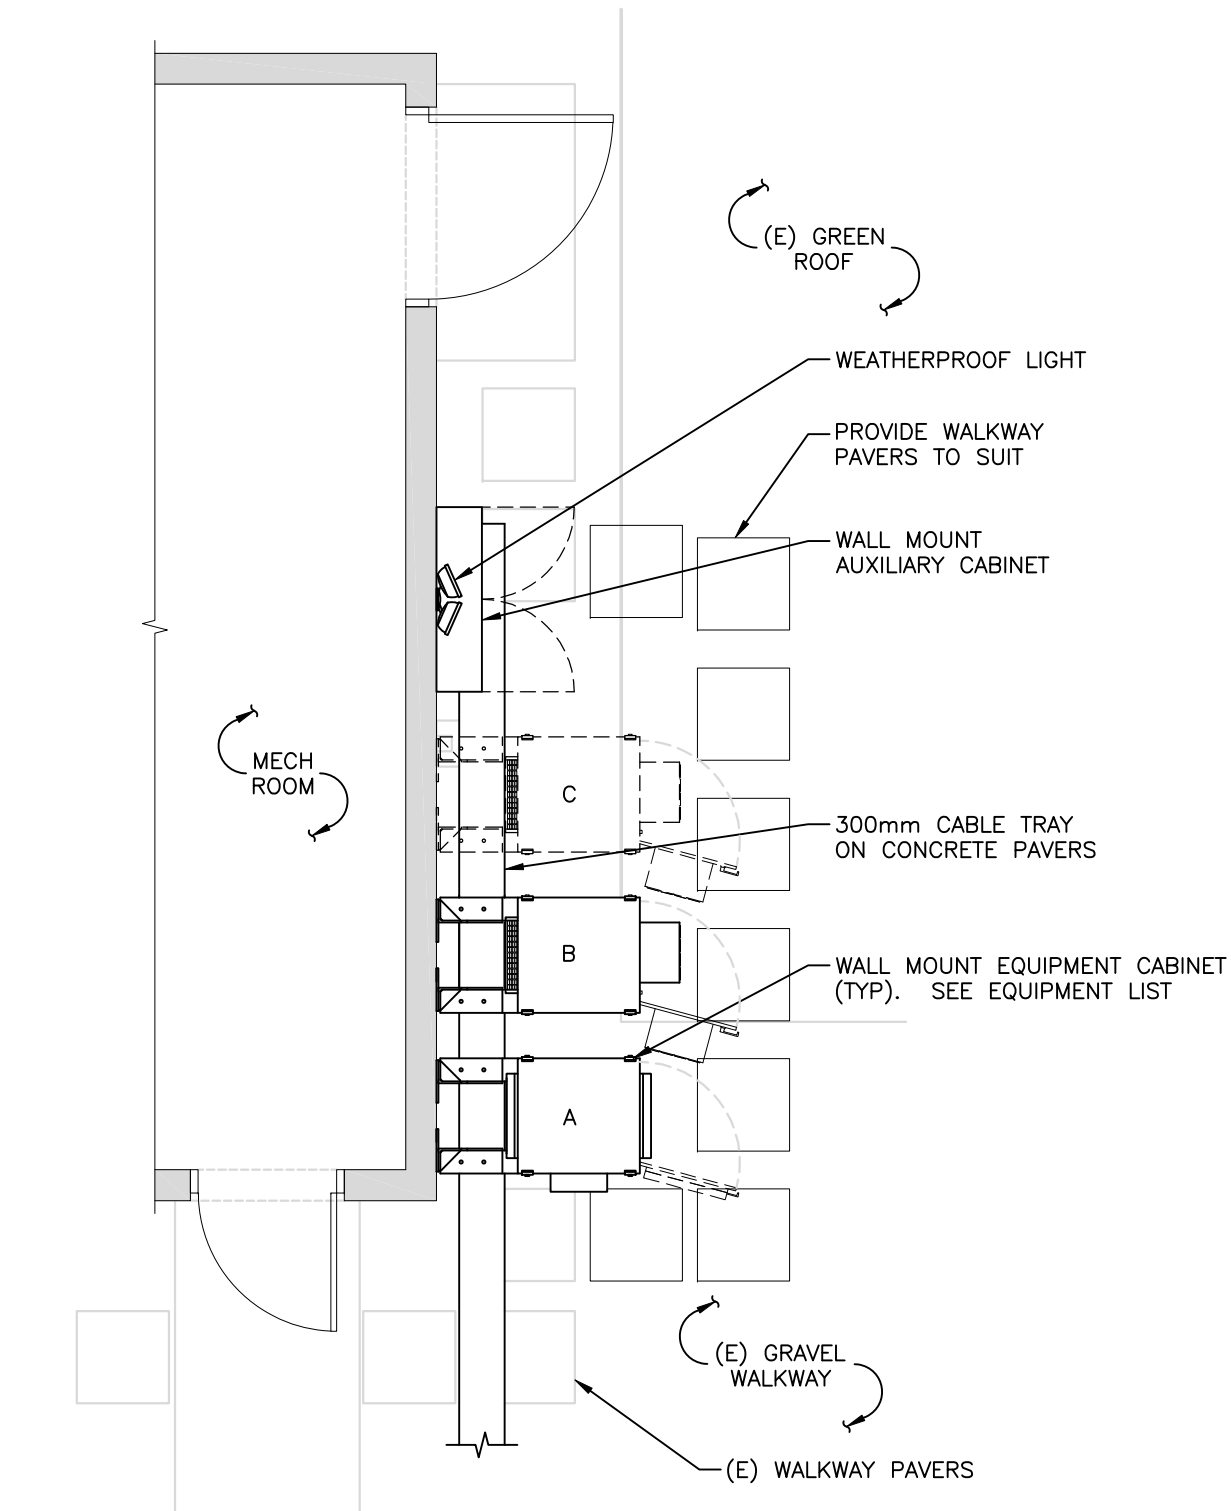 (E) GREEN
ROOF
WEATHERPROOF LIGHT
PROVIDE WALKWAY
PAVERS TO SUIT
WALL MOUNT
AUXILIARY CABINET
MECH
ROOM
C
300mm CABLE TRAY
ON CONCRETE PAVERS
B
WALL MOUNT EQUIPMENT CABINET
(TYP). SEE EQUIPMENT LIST
A
(E) GRAVEL
WALKWAY
(E) WALKWAY PAVERS